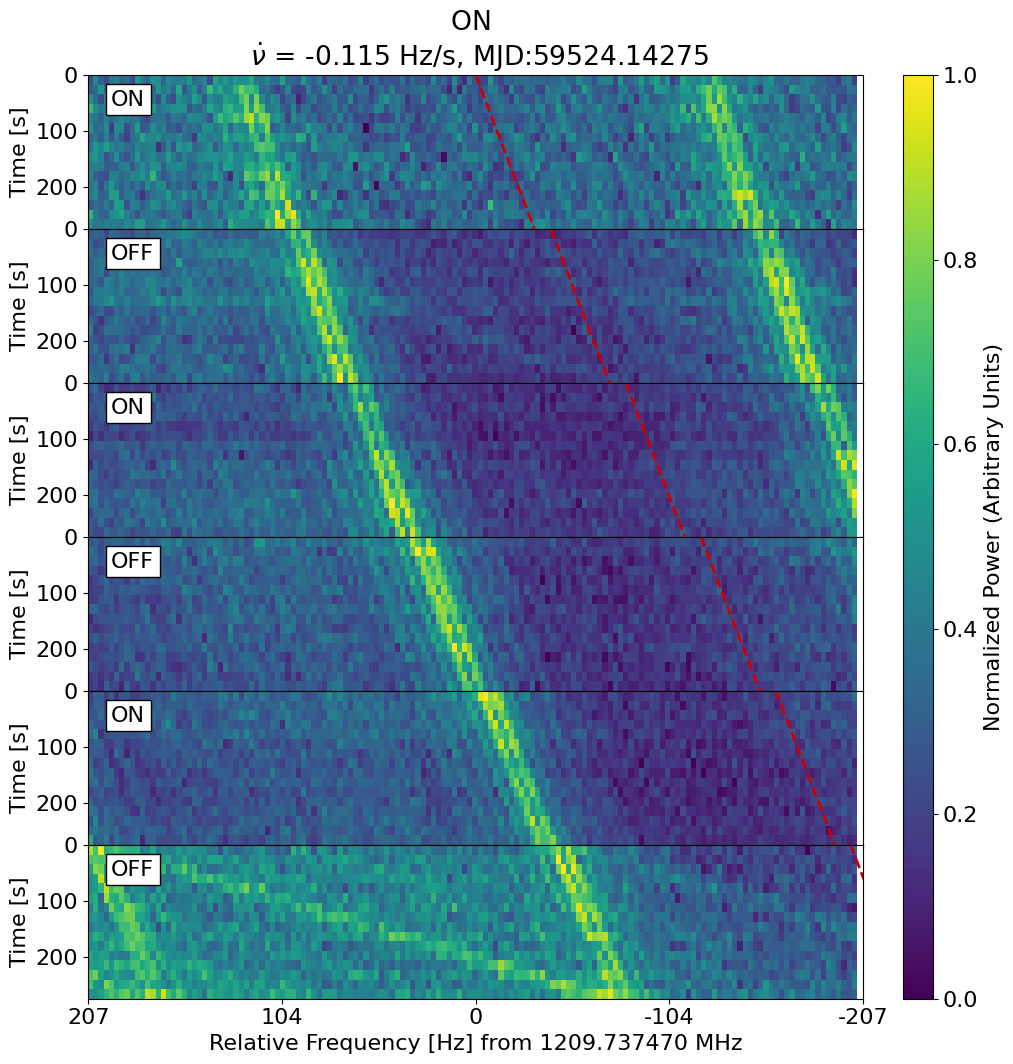 ON
ν̇ = -0.115 Hz/s, MJD:59524.14275
0
ON
100
Time [s]
200
0
OFF
100
Time [s]
200
0
ON
100
Time [s]
200
0
OFF
100
Time [s]
200
0
ON
100
Time [s]
200
0
OFF
100
Time [s]
200
207 104 0 -104 -207
Relative Frequency [Hz] from 1209.737470 MHz
1.0
0.8
0.6
0.4
0.2
0.0
Normalized Power (Arbitrary Units)